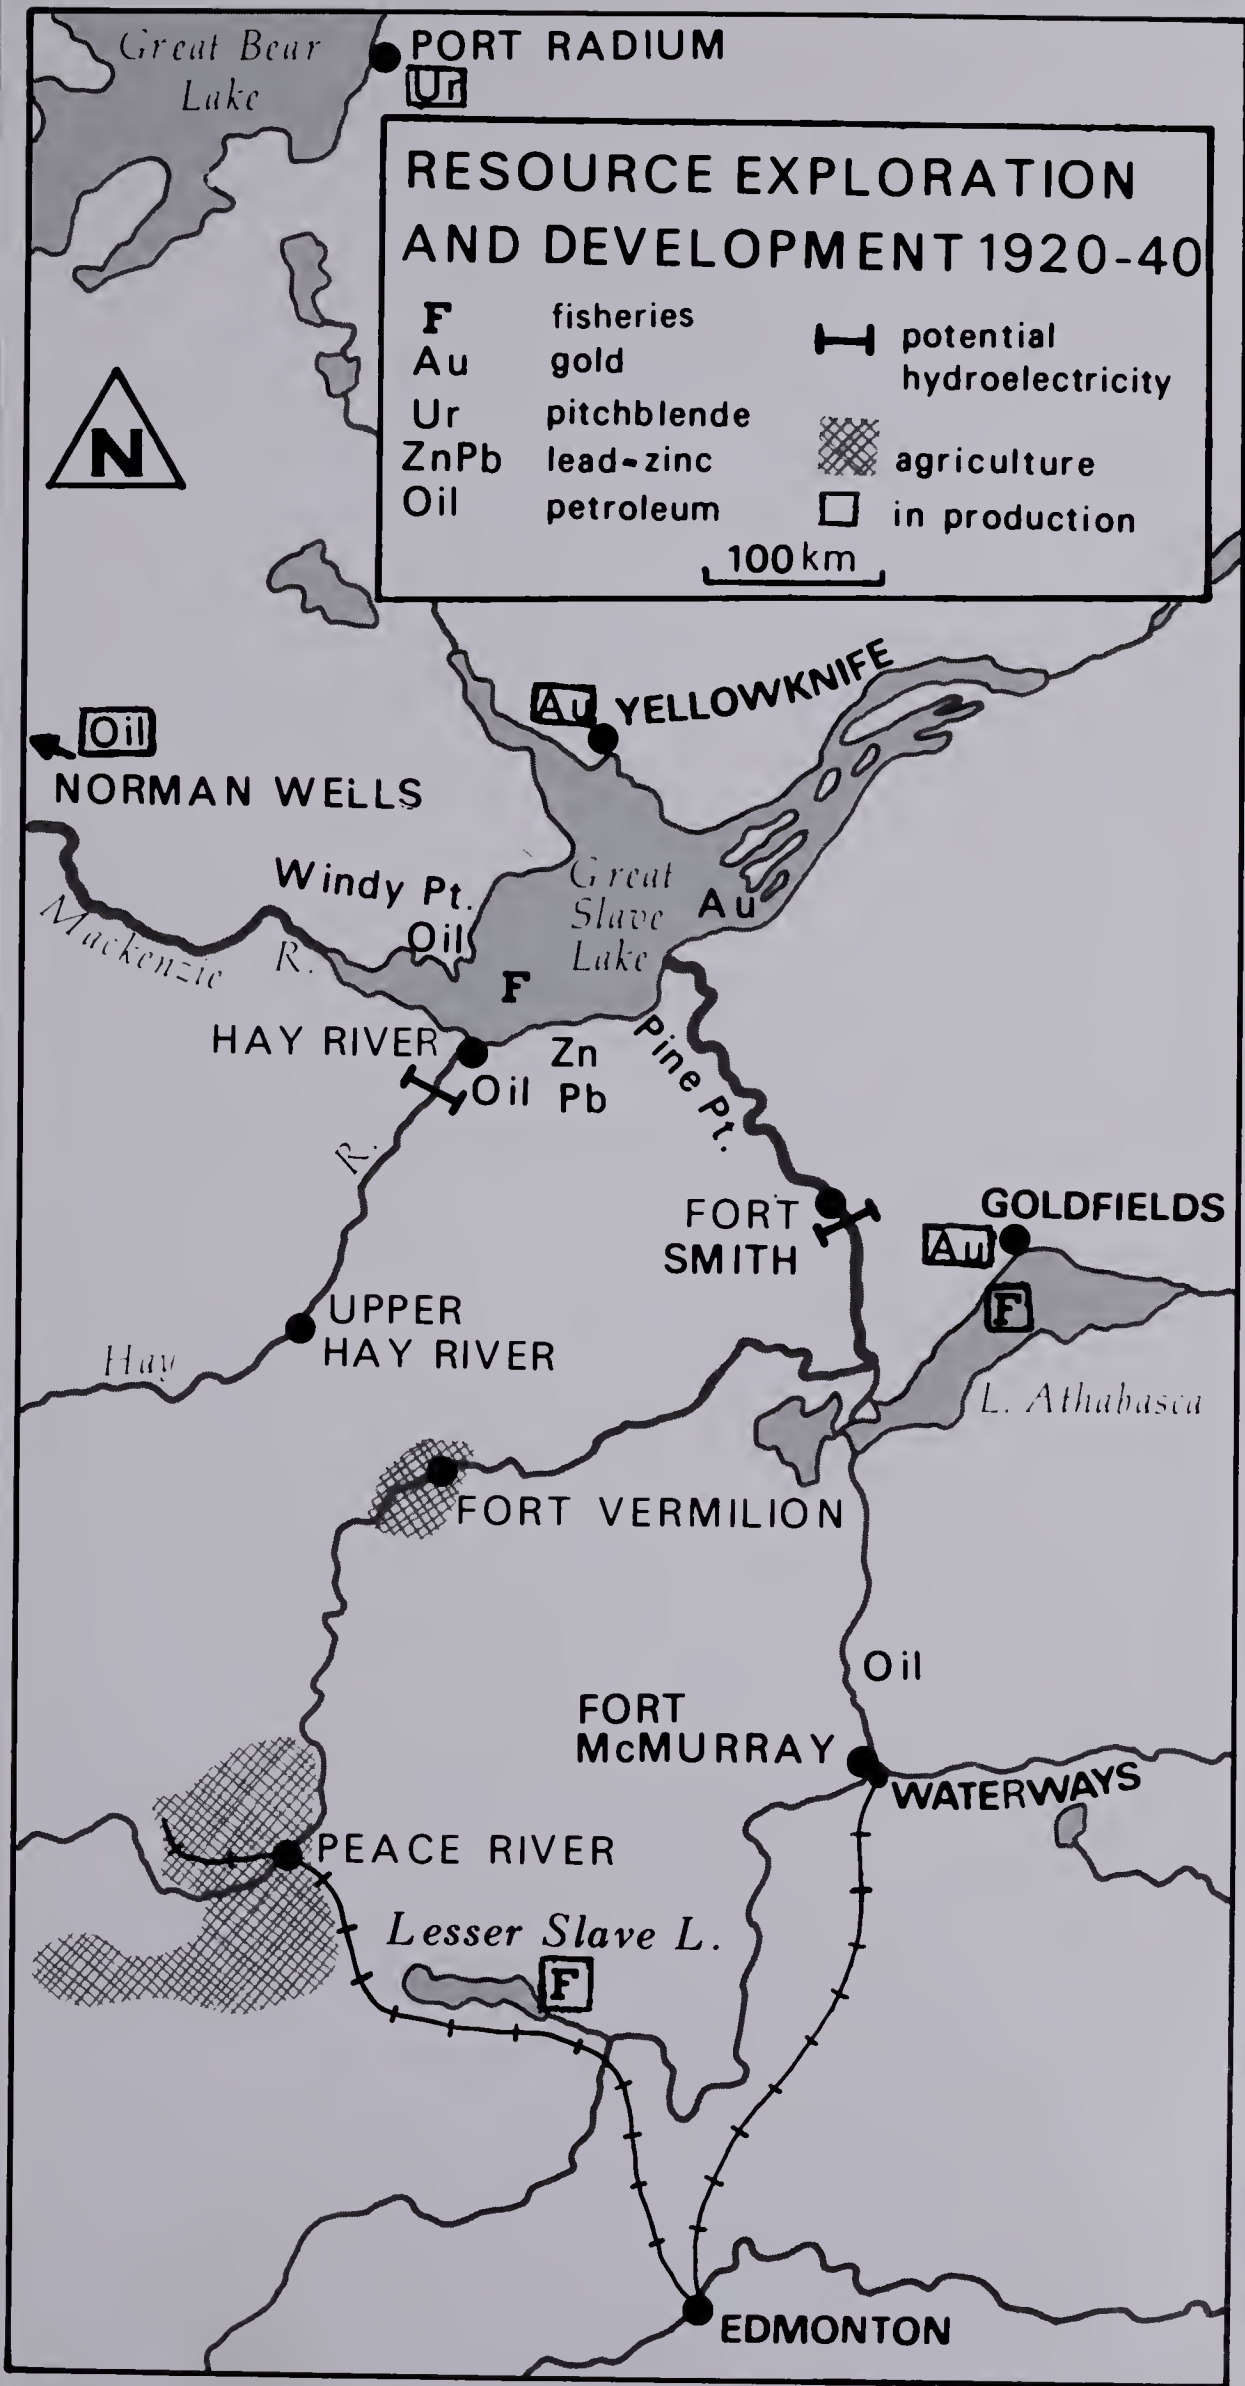 Great Bear
Lake
PORT RADIUM
Ur
RESOURCE EXPLORATION
AND DEVELOPMENT 1920-40
F fisheries
Au gold
Ur pitchblende
ZnPb lead-zinc
Oil petroleum
potential
hydroelectricity
agriculture
in production
100 km
N
Au
YELLOWKNIFE
Oil
NORMAN WELLS
Windy Pt.
Oil
Great
Slave
Lake
Au
Mackenzie R.
F
HAY RIVER
Zn
Pb
Oil
Pine Pt.
R.
FORT
SMITH
GOLDFIELDS
Au
F
UPPER
HAY RIVER
Hay
L. Athabasca
FORT VERMILION
Oil
FORT
McMURRAY
WATERWAYS
PEACE RIVER
Lesser Slave L.
F
EDMONTON